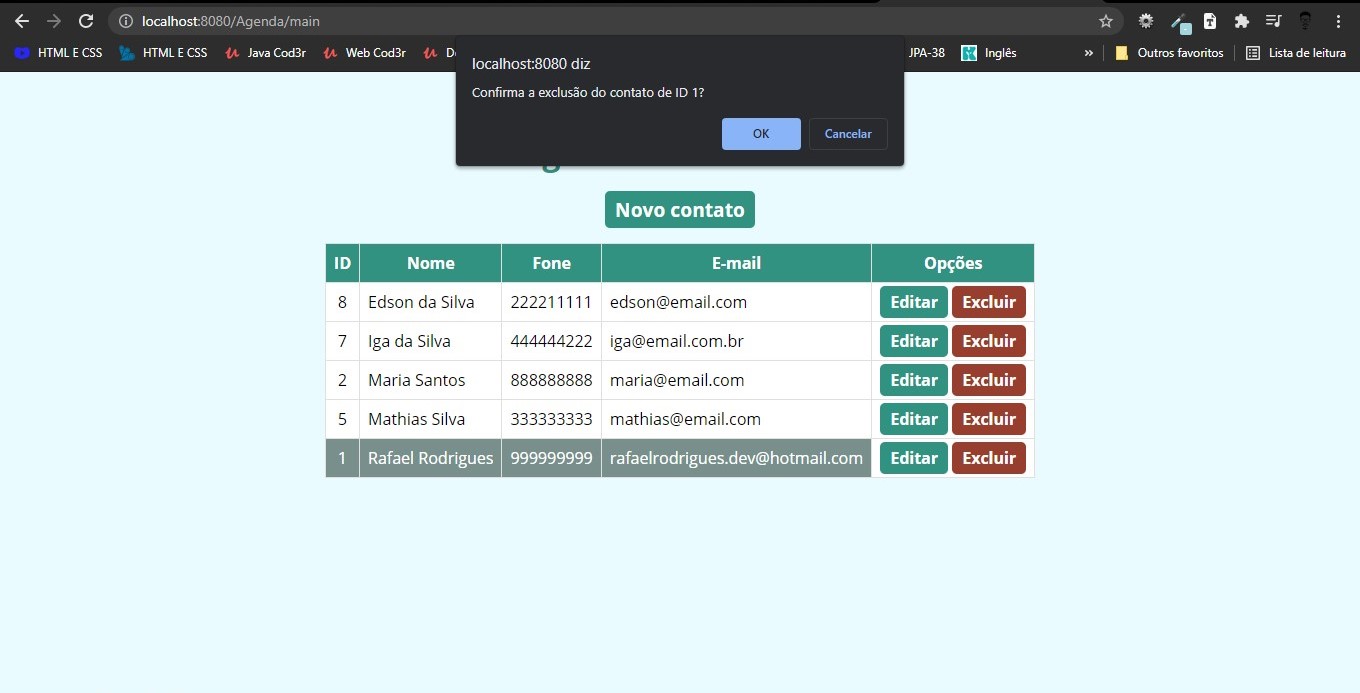 localhost:8080/Agenda/main
HTML E CSS HTML E CSS Java Cod3r Web Cod3r JPA-38 Inglês » Outros favoritos Lista de leitura
localhost:8080 diz
Confirma a exclusão do contato de ID 1?
OK Cancelar
Novo contato
ID Nome Fone E-mail Opções
8 Edson da Silva 222211111 edson@email.com Editar Excluir
7 Iga da Silva 444444222 iga@email.com.br Editar Excluir
2 Maria Santos 888888888 maria@email.com Editar Excluir
5 Mathias Silva 333333333 mathias@email.com Editar Excluir
1 Rafael Rodrigues 999999999 rafaelrodrigues.dev@hotmail.com Editar Excluir